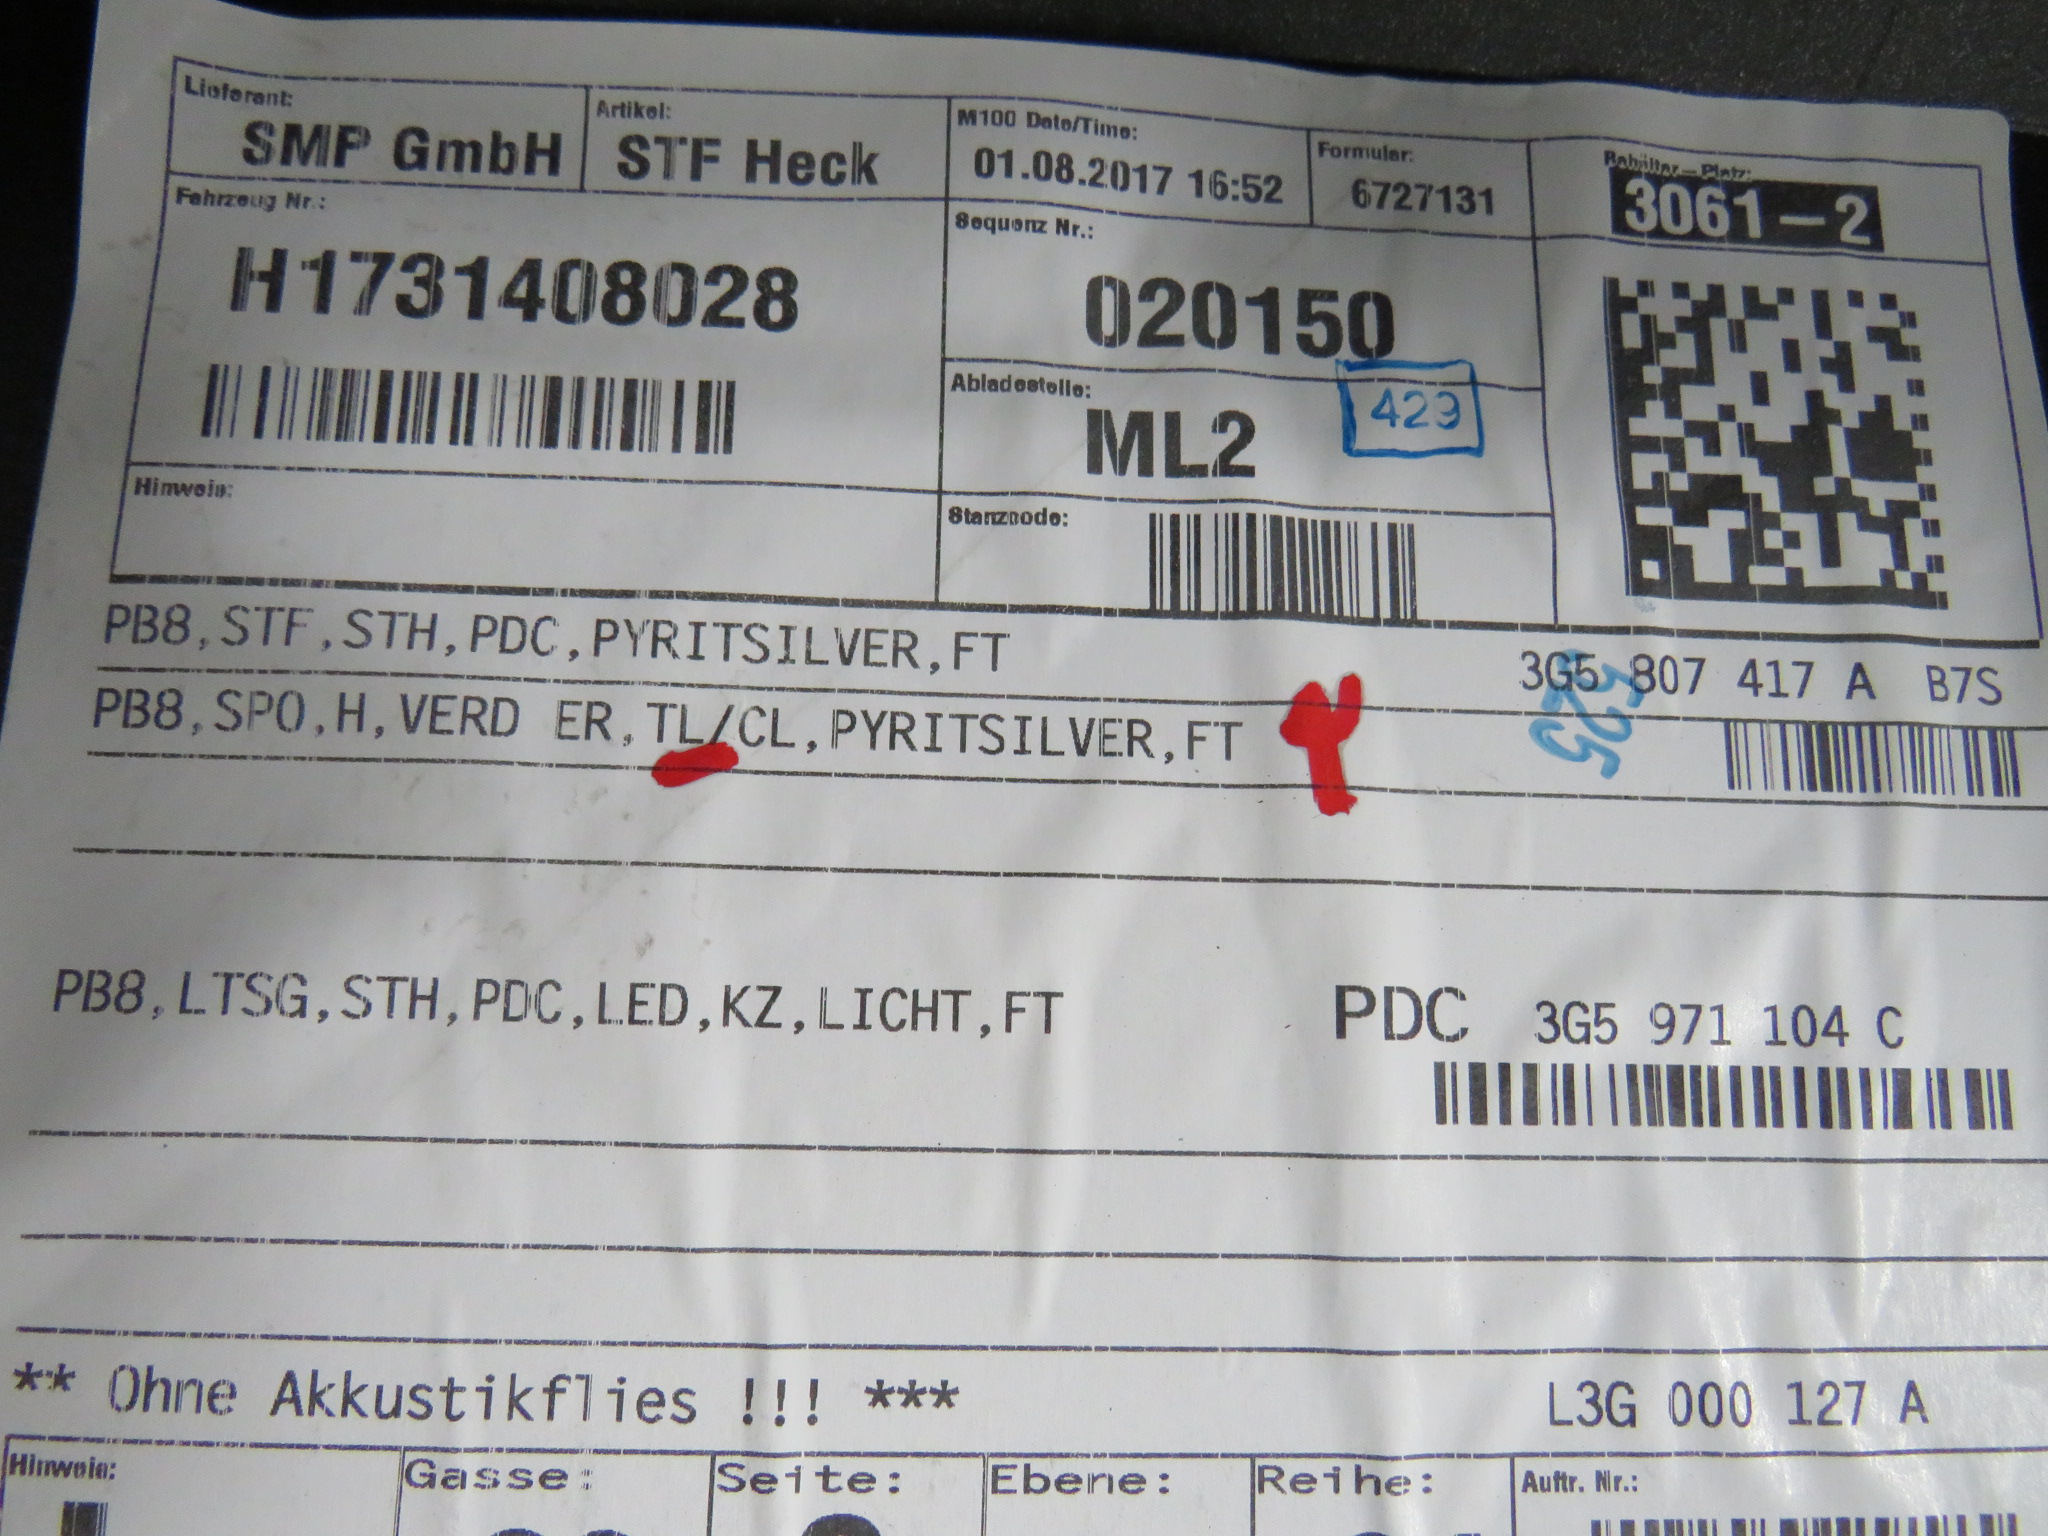 Lieferant:
SMP GmbH
Artikel:
STF Heck
M100 Date/Time:
01.08.2017 16:52
Formular:
6727131
Behälter-Platz:
3061-2
Fahrzeug Nr.:
H1731408028
Sequenz Nr.:
020150
Abladestelle:
ML2
429
Hinweis:
Stanzcode:
PB8,STF,STH,PDC,PYRITSILVER,FT
3G5 807 417 A B7S
PB8,SPO,H,VERD ER,TL/CL,PYRITSILVER,FT
525
PB8,LTSG,STH,PDC,LED,KZ,LICHT,FT
PDC 3G5 971 104 C
** Ohne Akkustikflies !!! ***
L3G 000 127 A
Hinweis:
Gasse:
Seite:
Ebene:
Reihe:
Auftr. Nr.: